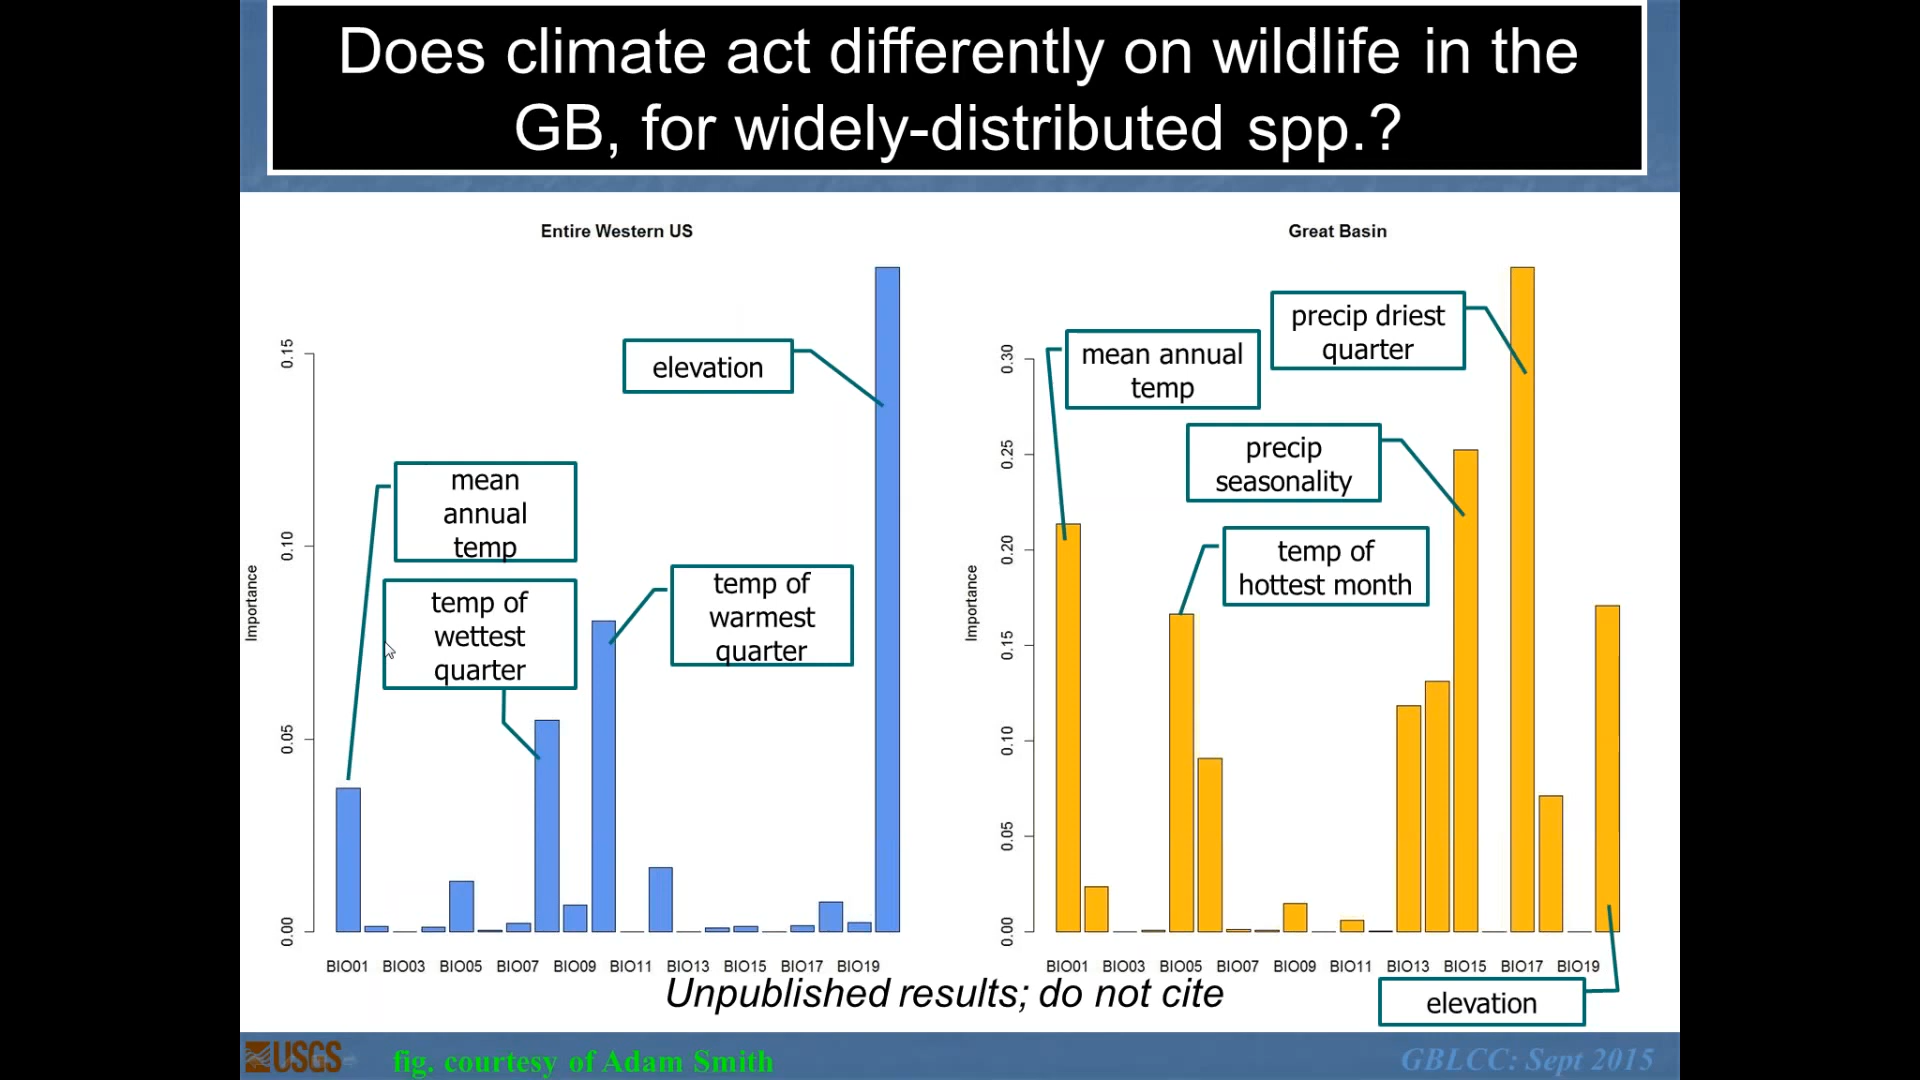 Does climate act differently on wildlife in the
GB, for widely-distributed spp.?
Entire Western US
Importance
0.00
0.05
0.10
0.15
mean
annual
temp
temp of
wettest
quarter
elevation
temp of
warmest
quarter
BIO01 BIO03 BIO05 BIO07 BIO09 BIO11 BIO13 BIO15 BIO17 BIO19
Great Basin
Importance
0.00
0.05
0.10
0.15
0.20
0.25
0.30
mean annual
temp
precip driest
quarter
precip
seasonality
temp of
hottest month
elevation
BIO01 BIO03 BIO05 BIO07 BIO09 BIO11 BIO13 BIO15 BIO17 BIO19
Unpublished results; do not cite
USGS
fig. courtesy of Adam Smith
GBLCC: Sept 2015